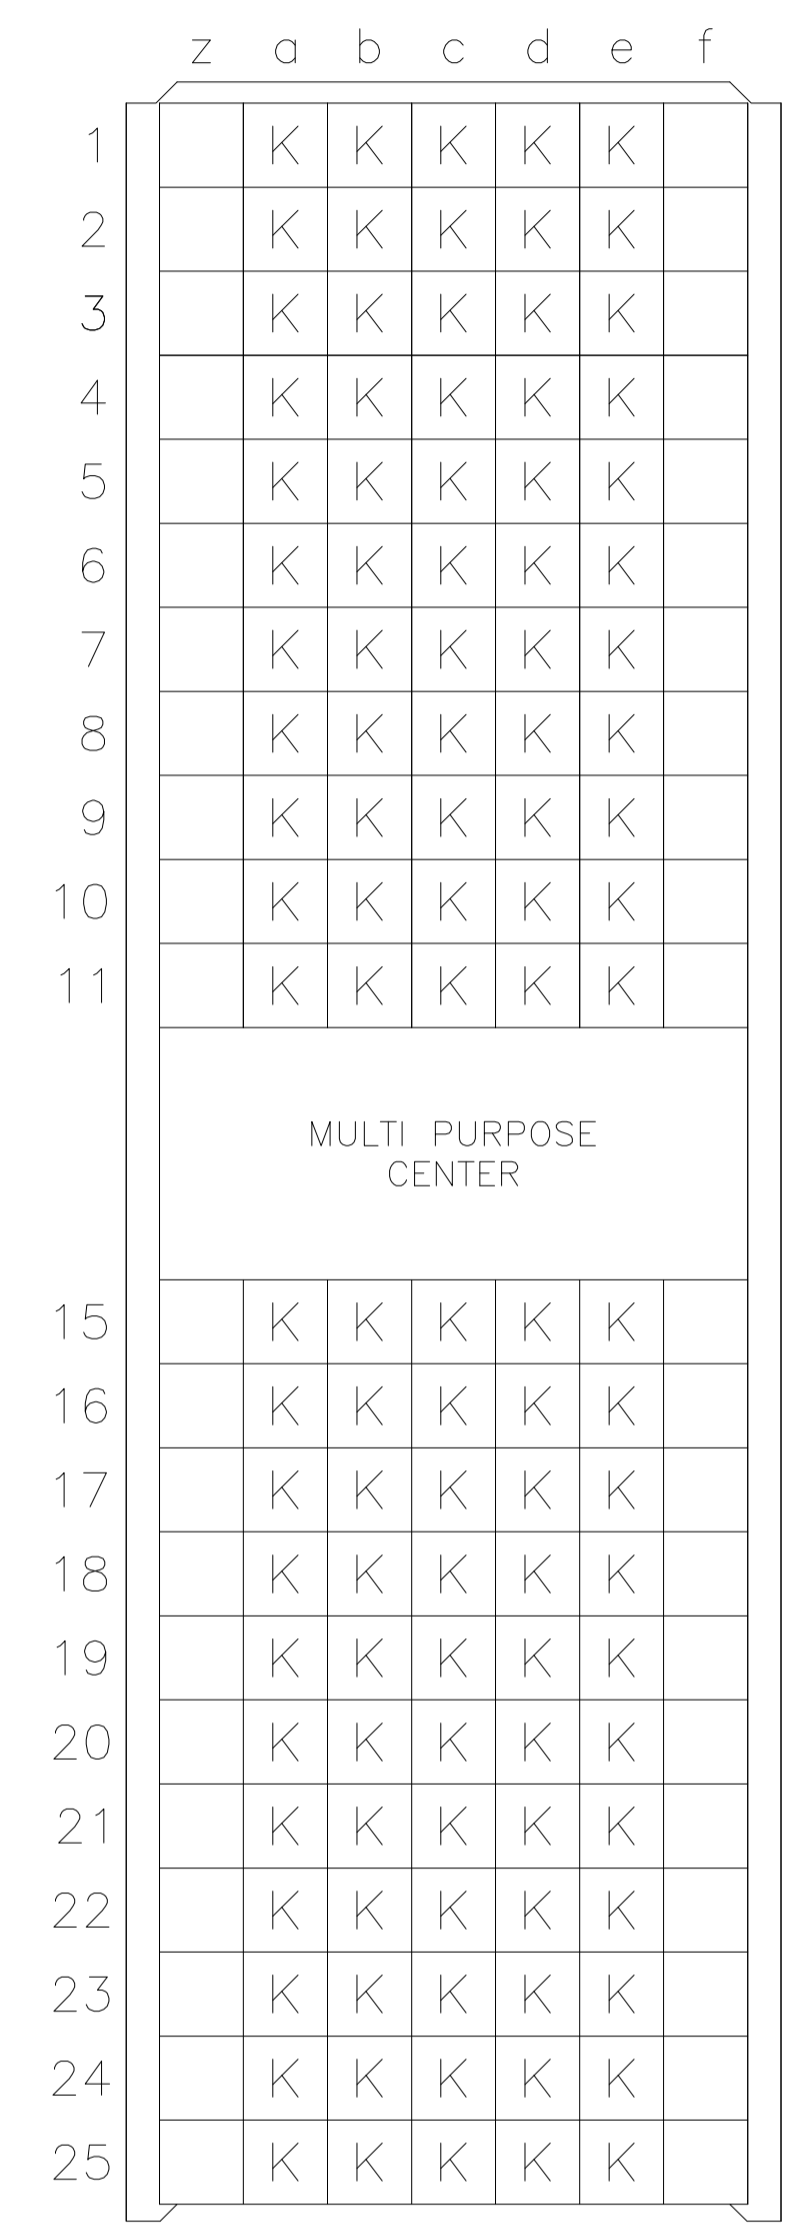 z a b c d e f
1 K K K K K
2 K K K K K
3 K K K K K
4 K K K K K
5 K K K K K
6 K K K K K
7 K K K K K
8 K K K K K
9 K K K K K
10 K K K K K
11 K K K K K
MULTI PURPOSE
CENTER
15 K K K K K
16 K K K K K
17 K K K K K
18 K K K K K
19 K K K K K
20 K K K K K
21 K K K K K
22 K K K K K
23 K K K K K
24 K K K K K
25 K K K K K